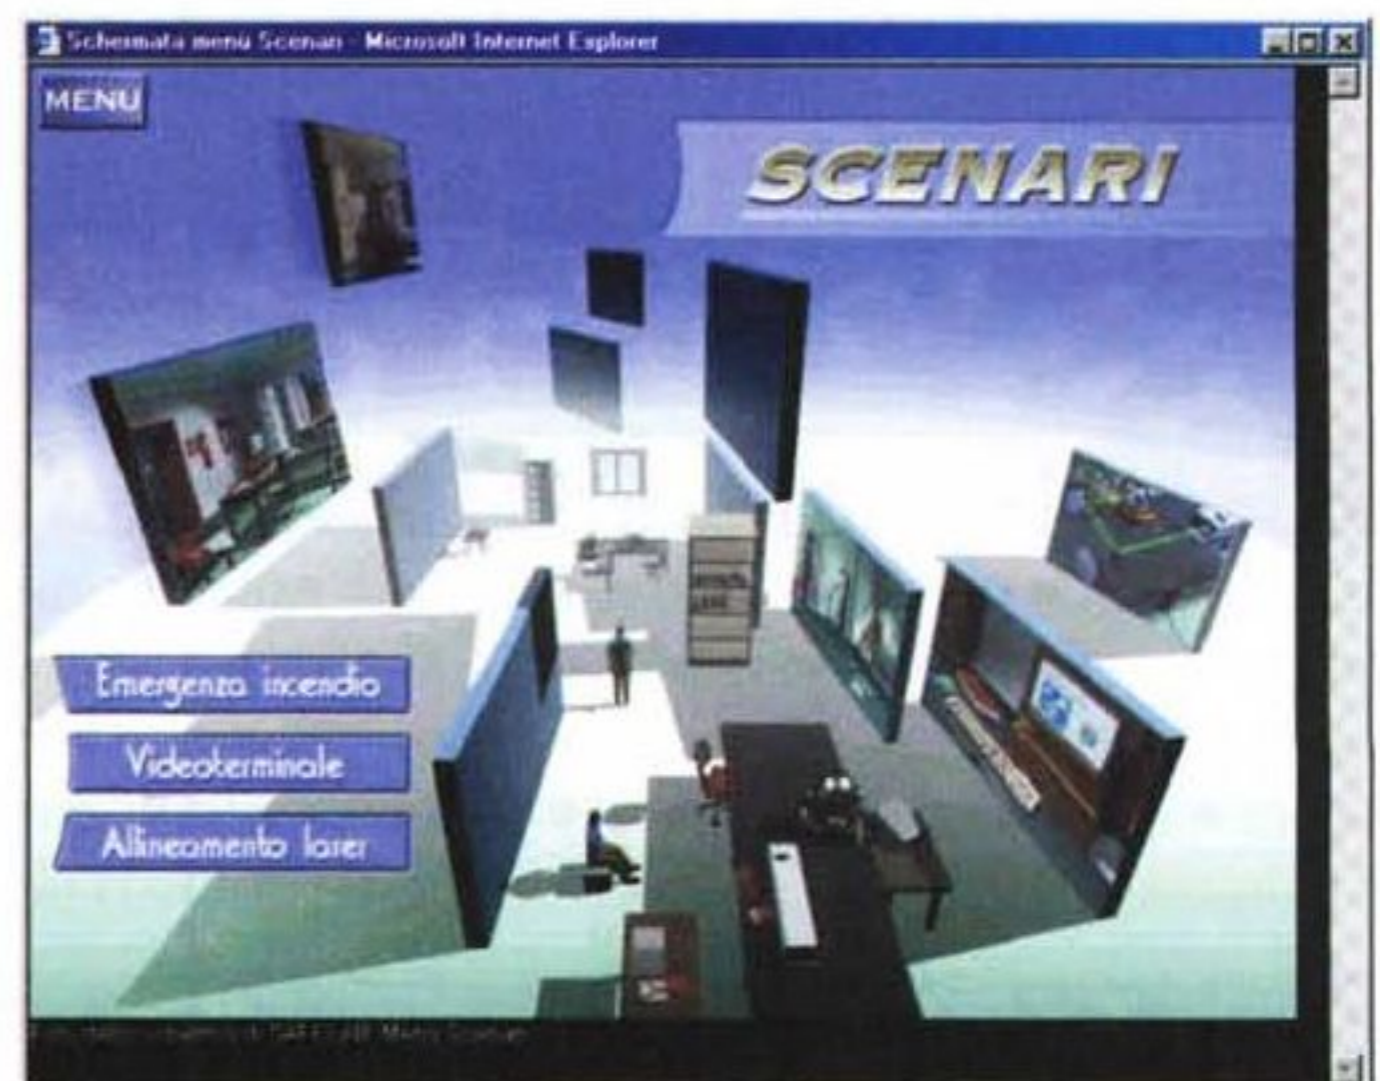 Schermata menù Scenari - Microsoft Internet Explorer
MENU
SCENARI
Emergenza incendio
Videoterminale
Allineamento laser